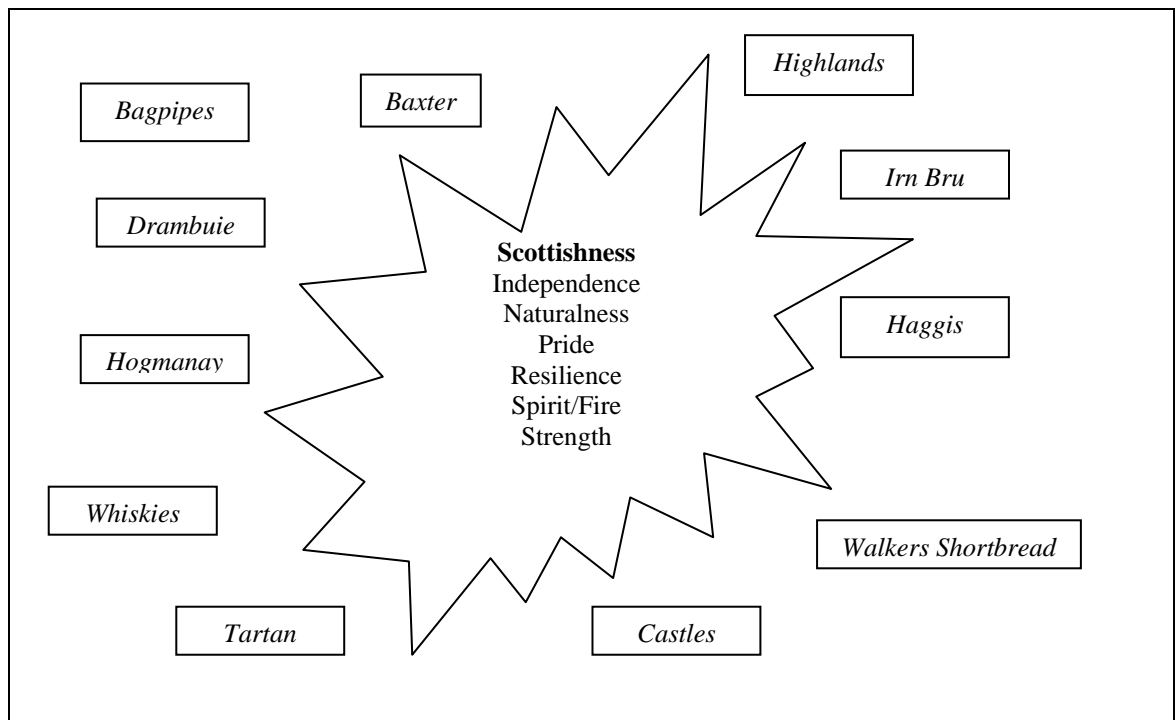 Highlands
Bagpipes
Baxter
Irn Bru
Drambuie
Scottishness
Independence
Naturalness
Pride
Resilience
Spirit/Fire
Strength
Haggis
Hogmanay
Whiskies
Walkers Shortbread
Tartan
Castles